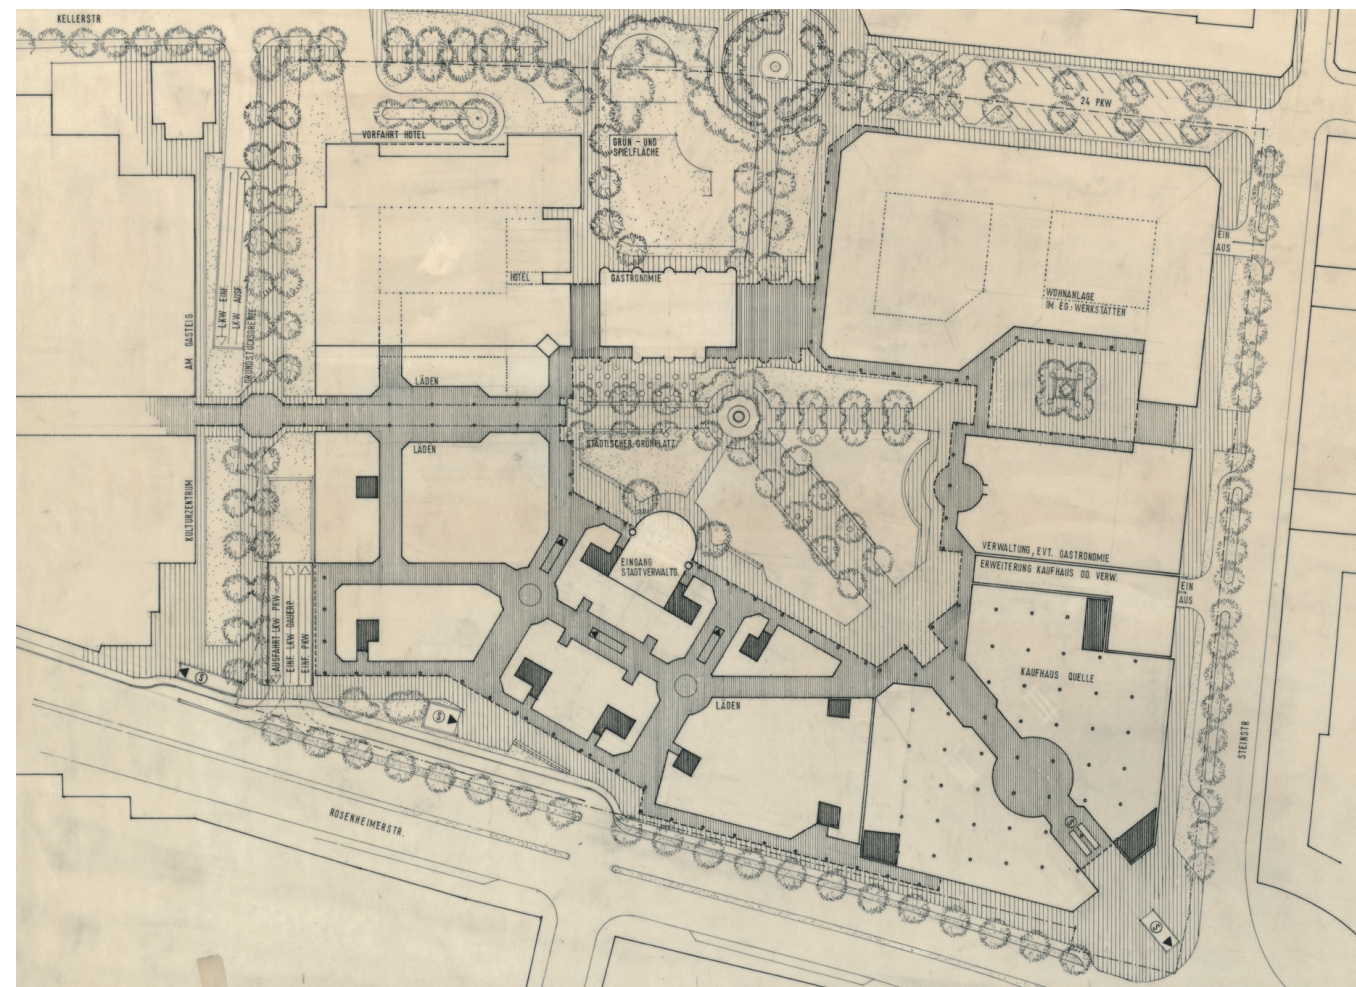 KELLERSTR
24 PKW
VORFAHRT HOTEL
GRÜN - UND
SPIELFLÄCHE
EIN
AUS
HOTEL
GASTRONOMIE
WOHNANLAGE
IM EG: WERKSTÄTTEN
LKW EINF.
LKW AUSF.
GRUNDSTÜCKSGRENZE
AM GASTEIG
LÄDEN
LÄDEN
STÄDTISCHER GRÜNPLATZ
KULTURZENTRUM
VERWALTUNG, EVT. GASTRONOMIE
ERWEITERUNG KAUFHAUS OD. VERW.
EINGANG
STADTVERWALTG.
EIN
AUS
AUSFAHRT LKW PKW
EINF. LKW DAUERP.
EINF. PKW
KAUFHAUS QUELLE
S
S
LÄDEN
STEINSTR
ROSENHEIMERSTR.
S
S